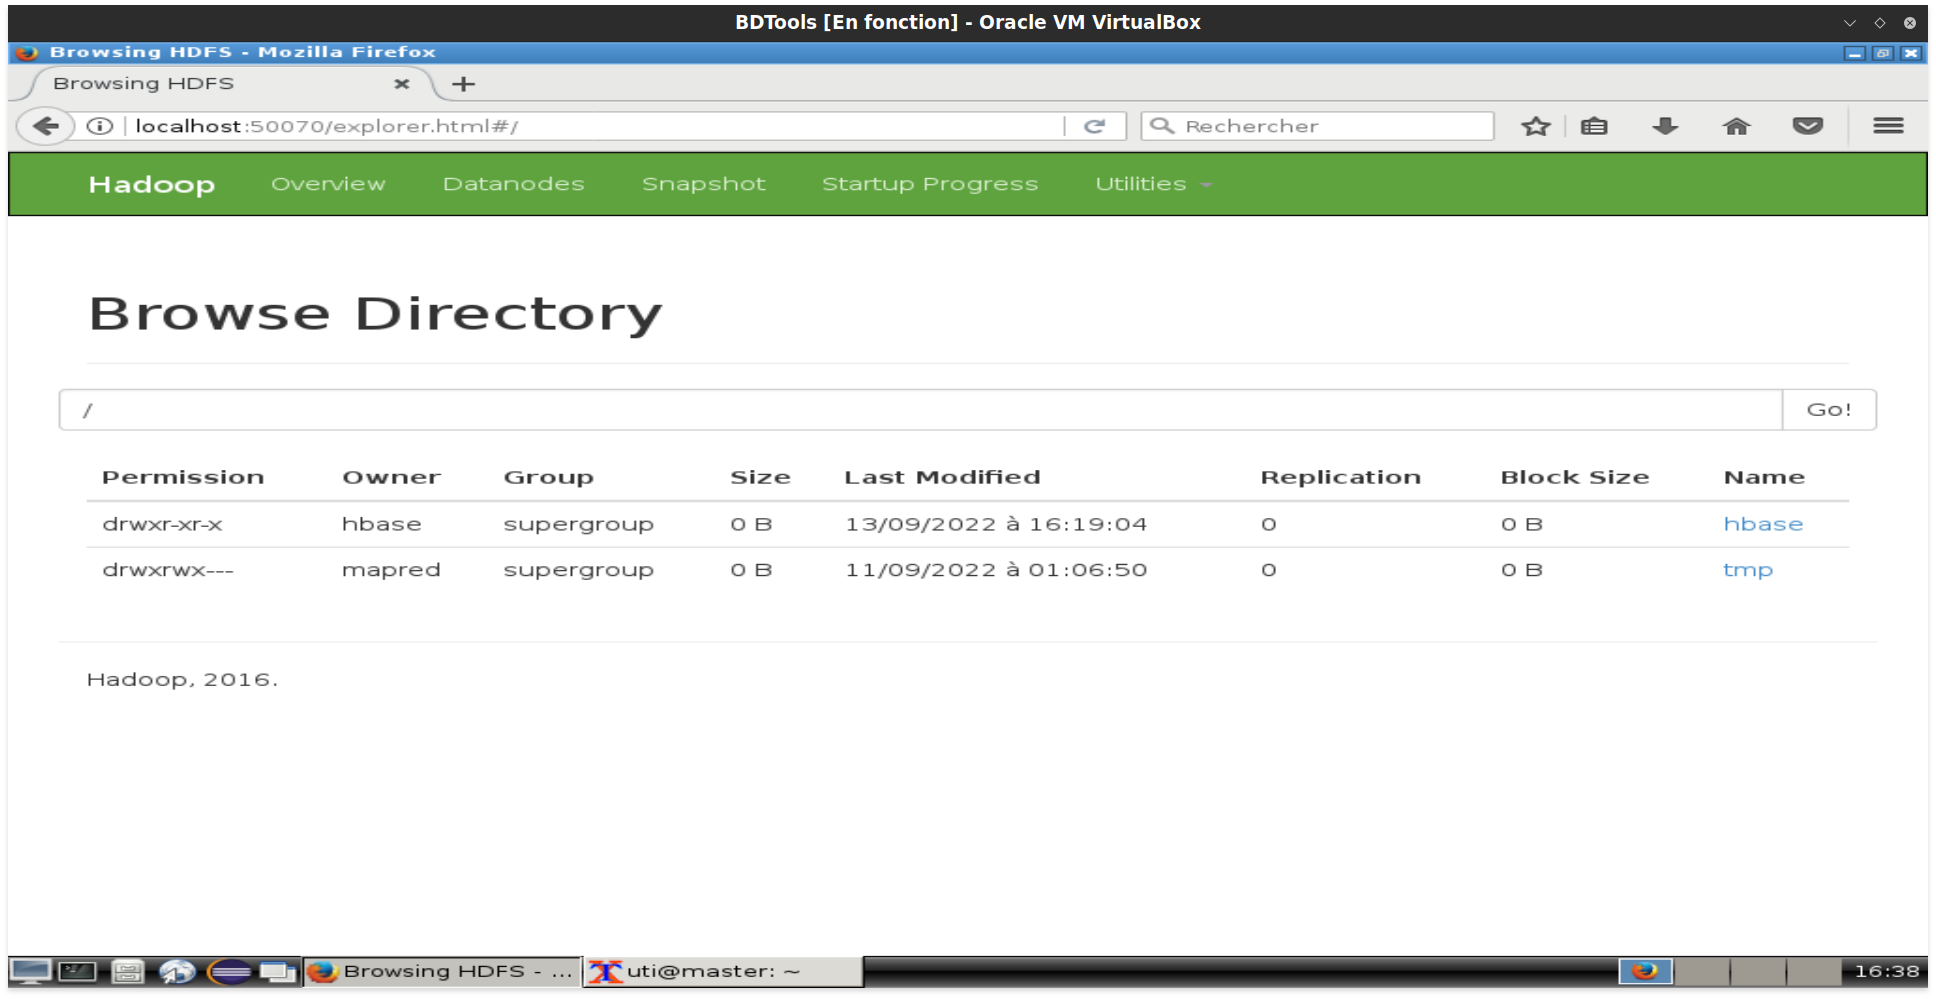 BDTools [En fonction] - Oracle VM VirtualBox
Browsing HDFS - Mozilla Firefox
Browsing HDFS
localhost:50070/explorer.html#/
Rechercher
Hadoop Overview Datanodes Snapshot Startup Progress Utilities
Browse Directory
/ Go!
Permission Owner Group Size Last Modified Replication Block Size Name
drwxr-xr-x hbase supergroup 0 B 13/09/2022 à 16:19:04 0 0 B hbase
drwxrwx--- mapred supergroup 0 B 11/09/2022 à 01:06:50 0 0 B tmp
Hadoop, 2016.
Browsing HDFS - ... uti@master: ~ 16:38